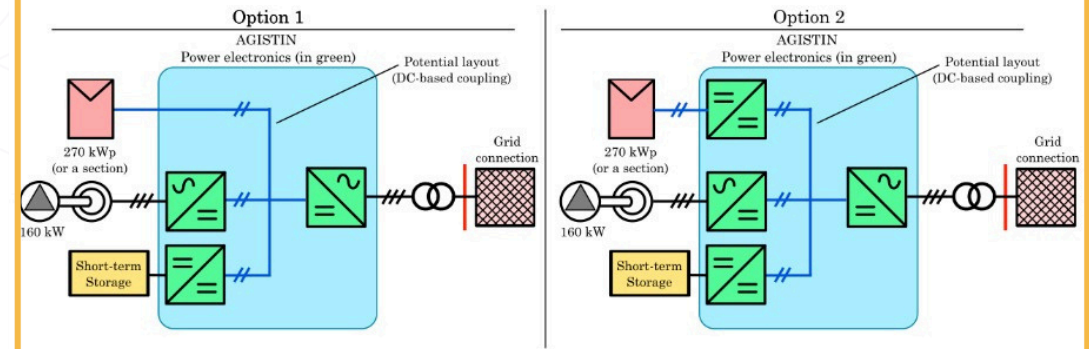 Option 1
AGISTIN
Power electronics (in green)
Potential layout
(DC-based coupling)
270 kWp
(or a section)
Grid
connection
160 kW
Short-term
Storage
Option 2
AGISTIN
Power electronics (in green)
Potential layout
(DC-based coupling)
270 kWp
(or a section)
Grid
connection
160 kW
Short-term
Storage